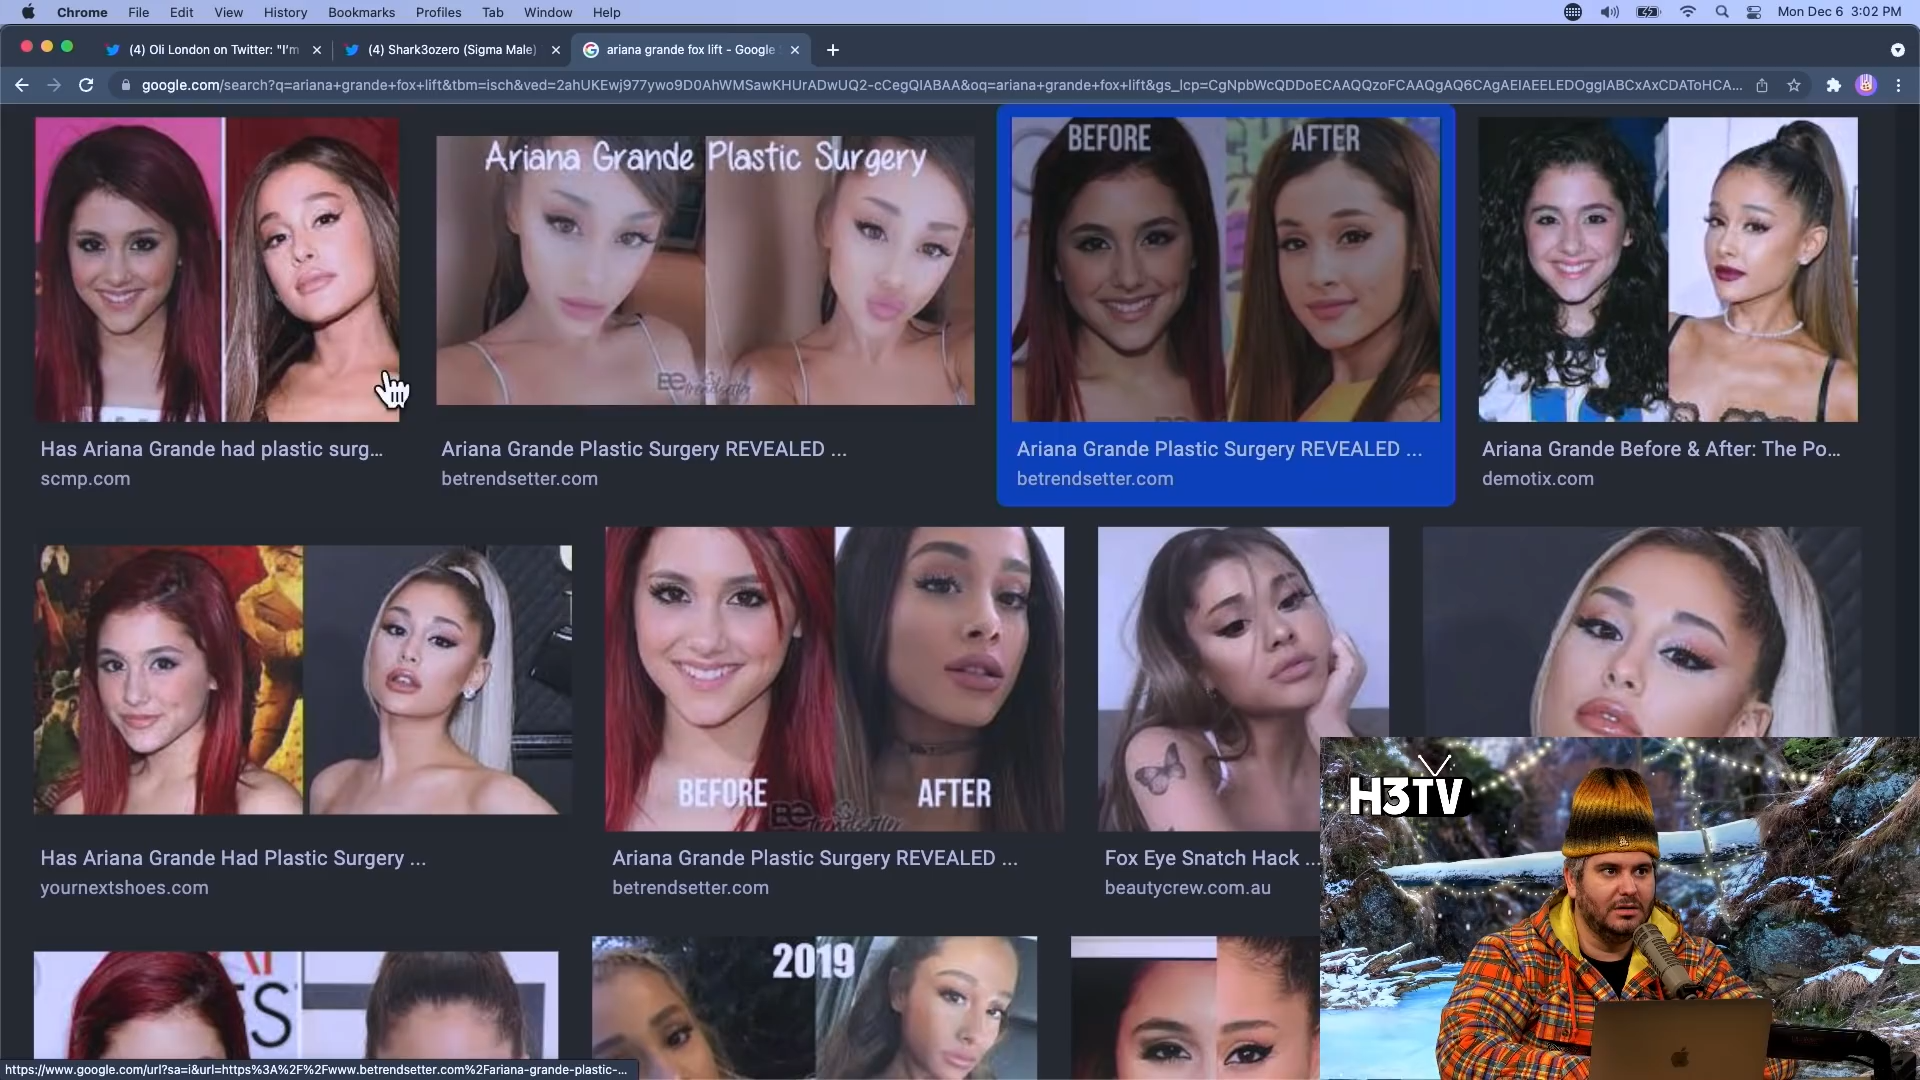 Chrome File Edit View History Bookmarks Profiles Tab Window Help Mon Dec 6 3:02 PM
(4) Oli London on Twitter: "I'm (4) Shark3ozero (Sigma Male) ariana grande fox lift - Google
google.com/search?q=ariana+grande+fox+lift&tbm=isch&ved=2ahUKEwj977ywo9D0AhWMSawKHUrADwUQ2-cCegQIABAA&oq=ariana+grande+fox+lift&gs_lcp=CgNpbWcQDDoECAAQQzoFCAAQgAQ6CAgAEIAEELEDOggIABCxAxCDAToHCA...
Ariana Grande Plastic Surgery
BEFORE AFTER
BE trendsetter
Has Ariana Grande had plastic surg...
scmp.com
Ariana Grande Plastic Surgery REVEALED ...
betrendsetter.com
Ariana Grande Plastic Surgery REVEALED ...
betrendsetter.com
Ariana Grande Before & After: The Po...
demotix.com
BEFORE AFTER
H3TV
Has Ariana Grande Had Plastic Surgery ...
yournextshoes.com
Ariana Grande Plastic Surgery REVEALED ...
betrendsetter.com
Fox Eye Snatch Hack ...
beautycrew.com.au
2019
https://www.google.com/url?sa=i&url=https%3A%2F%2Fwww.betrendsetter.com%2Fariana-grande-plastic-...